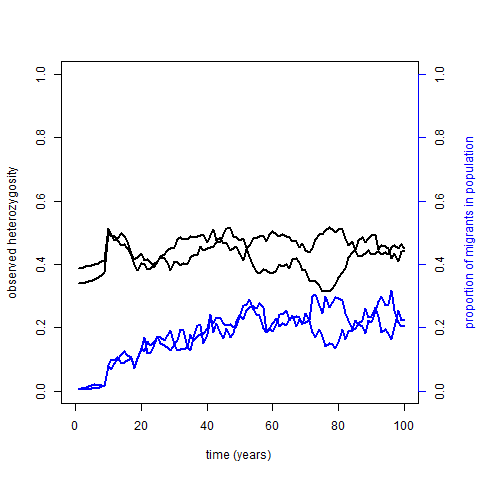 observed heterozygosity
0.0 0.2 0.4 0.6 0.8 1.0
0.0 0.2 0.4 0.6 0.8 1.0
proportion of migrants in population
0 20 40 60 80 100
time (years)